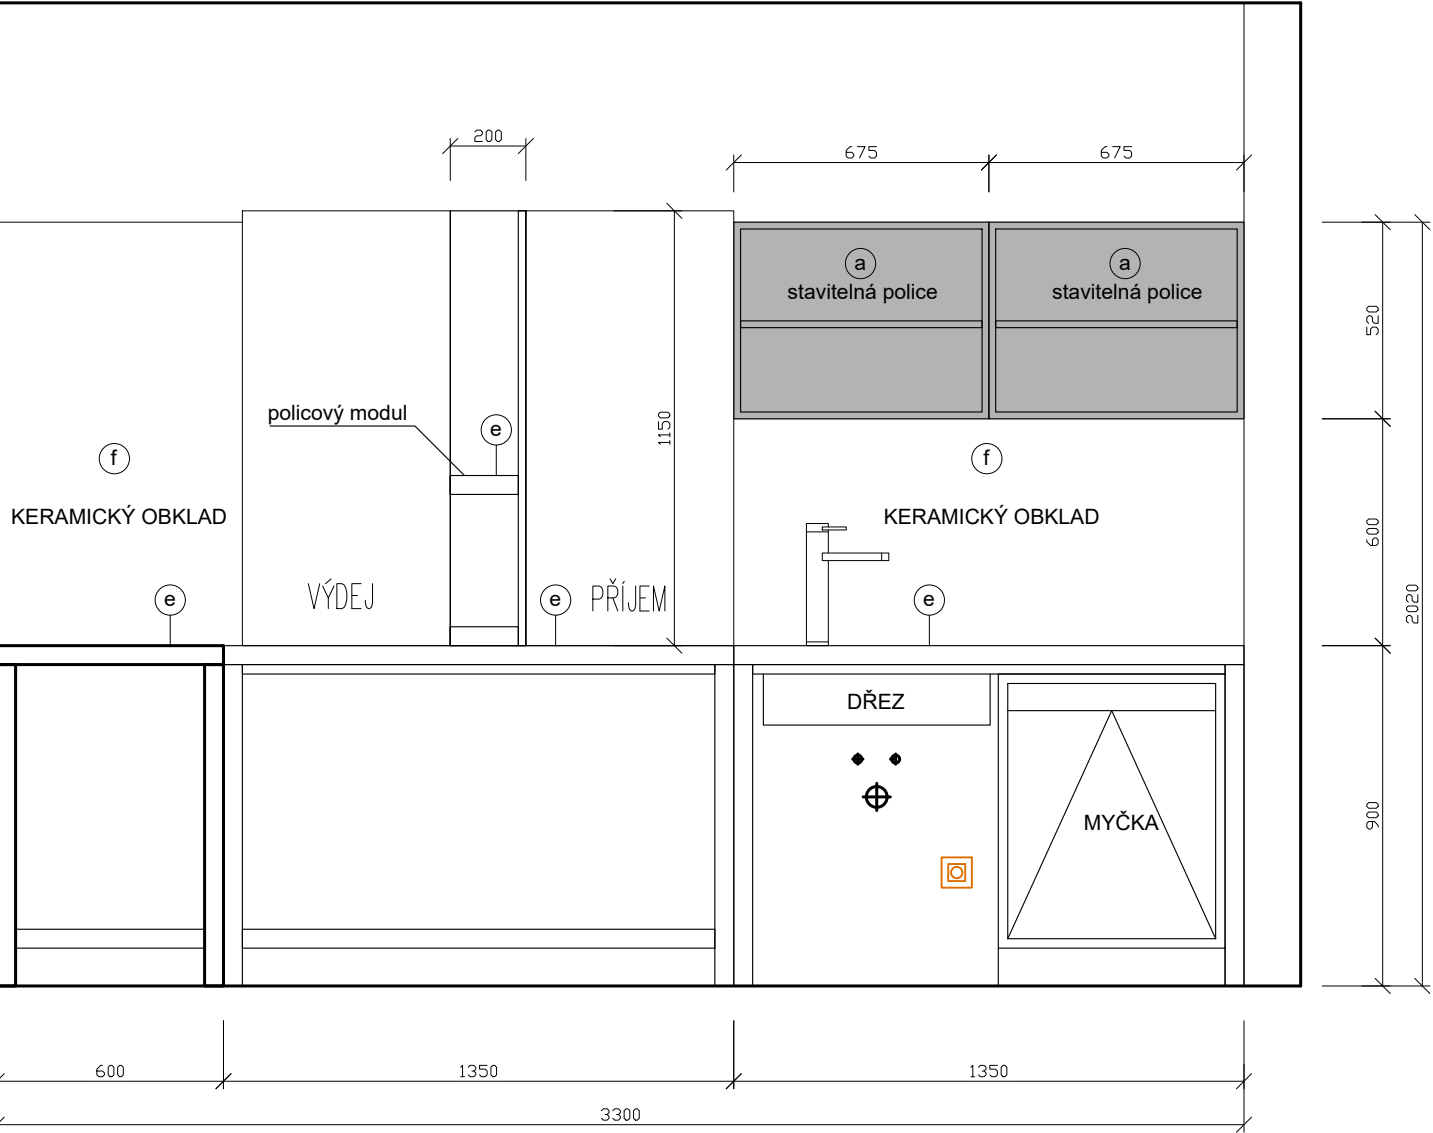 200
675
675
a
stavitelná police
a
stavitelná police
520
policový modul
e
1150
f
f
KERAMICKÝ OBKLAD
KERAMICKÝ OBKLAD
600
2020
e
VÝDEJ
e
PŘÍJEM
e
DŘEZ
MYČKA
900
600
1350
1350
3300